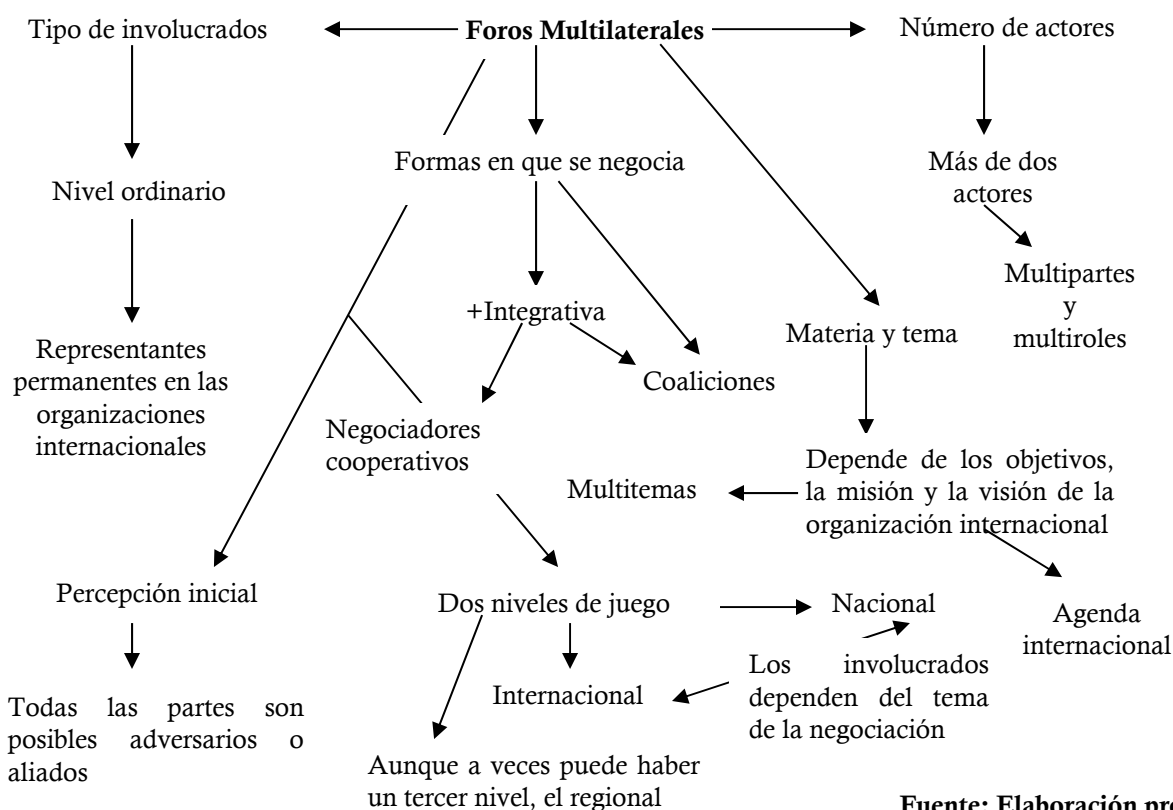 Tipo de involucrados
Foros Multilaterales
Número de actores
Formas en que se negocia
Más de dos
actores
Nivel ordinario
Multipartes
y
multiroles
+Integrativa
Materia y tema
Representantes
permanentes en las
organizaciones
internacionales
Coaliciones
Negociadores
cooperativos
Multitemas
Depende de los objetivos,
la misión y la visión de la
organización internacional
Percepción inicial
Dos niveles de juego
Nacional
Agenda
internacional
Internacional
Los involucrados
dependen del tema
de la negociación
Todas las partes son
posibles adversarios o
aliados
Aunque a veces puede haber
un tercer nivel, el regional
Fuente: Elaboración